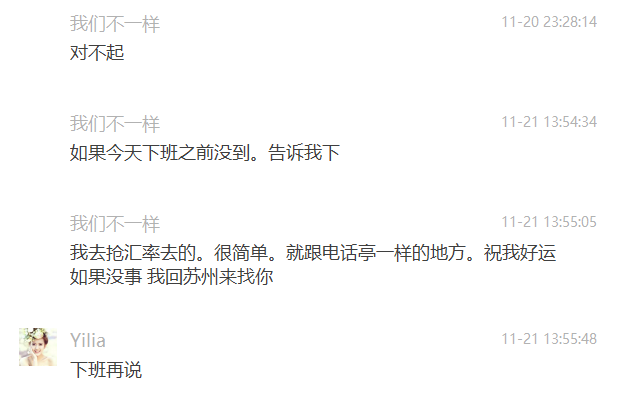 我们不一样 11-20 23:28:14
对不起
我们不一样 11-21 13:54:34
如果今天下班之前没到。告诉我下
我们不一样 11-21 13:55:05
我去抢汇率去的。很简单。就跟电话亭一样的地方。祝我好运
如果没事 我回苏州来找你
Yilia 11-21 13:55:48
下班再说